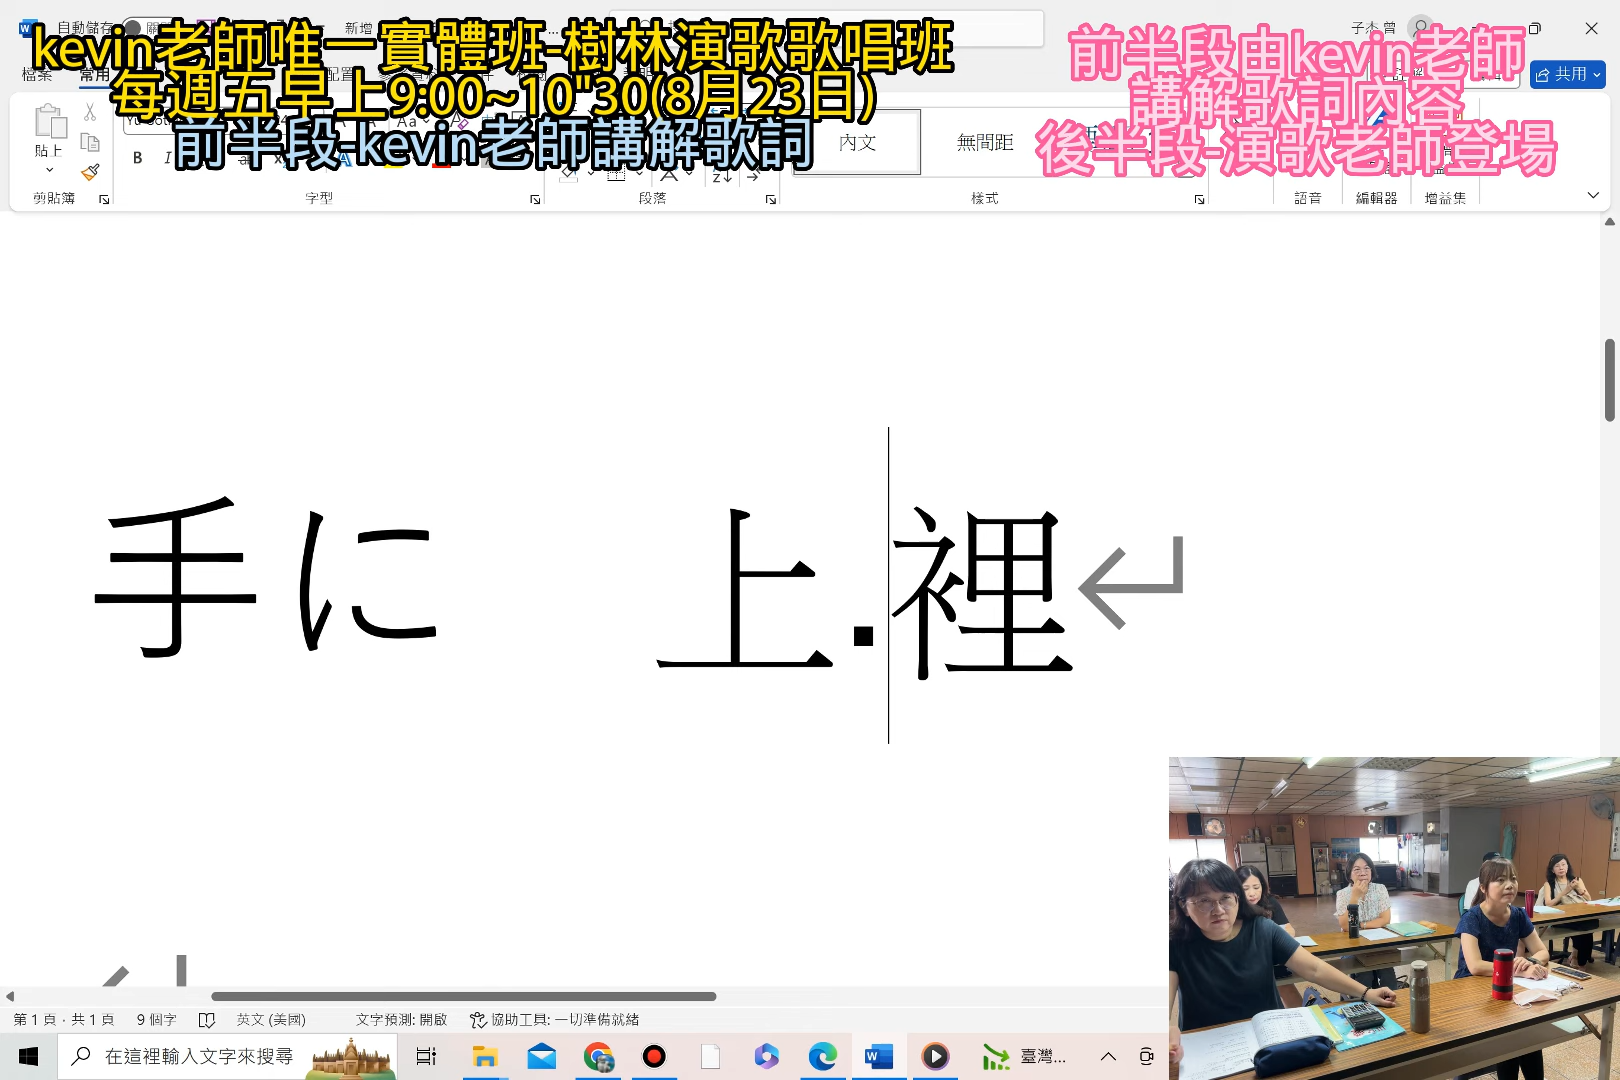 kevin老師唯一實體班-樹林演歌歌唱班
每週五早上9:00~10"30(8月23日)
前半段-kevin老師講解歌詞
前半段由kevin老師
講解歌詞內容
後半段-演歌老師登場
自動儲存
新增
子杰 曾
檔案
常用
共用
貼上
B I
Aa
內文
無間距
剪貼簿
字型
段落
樣式
語音
編輯器
增益集
手に 上.裡
第 1 頁，共 1 頁 9 個字 英文 (美國) 文字預測: 開啟 協助工具: 一切準備就緒
在這裡輸入文字來搜尋
臺灣...